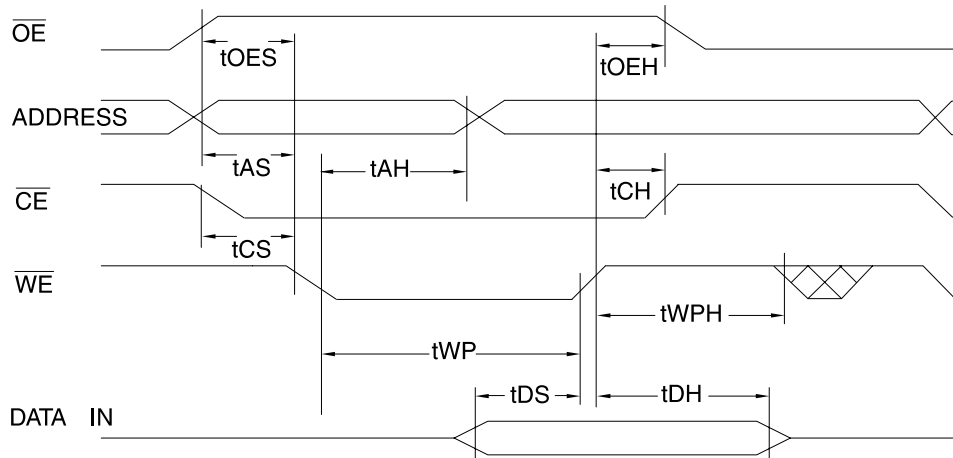 OE
tOES
tOEH
ADDRESS
tAS
tAH
tCH
CE
tCS
WE
tWPH
tWP
tDS
tDH
DATA IN